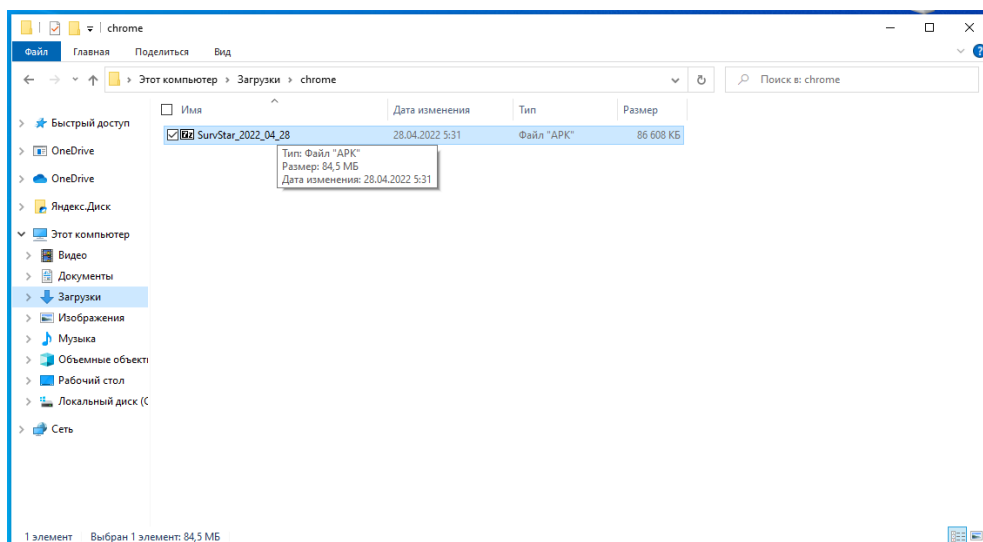 chrome
Файл Главная Поделиться Вид
Этот компьютер › Загрузки › chrome
Поиск в: chrome
Имя Дата изменения Тип Размер
SurvStar_2022_04_28 28.04.2022 5:31 Файл "APK" 86 608 КБ
Тип: Файл "APK"
Размер: 84,5 МБ
Дата изменения: 28.04.2022 5:31
Быстрый доступ
OneDrive
OneDrive
Яндекс.Диск
Этот компьютер
Видео
Документы
Загрузки
Изображения
Музыка
Объемные объекты
Рабочий стол
Локальный диск (C
Сеть
1 элемент Выбран 1 элемент: 84,5 МБ